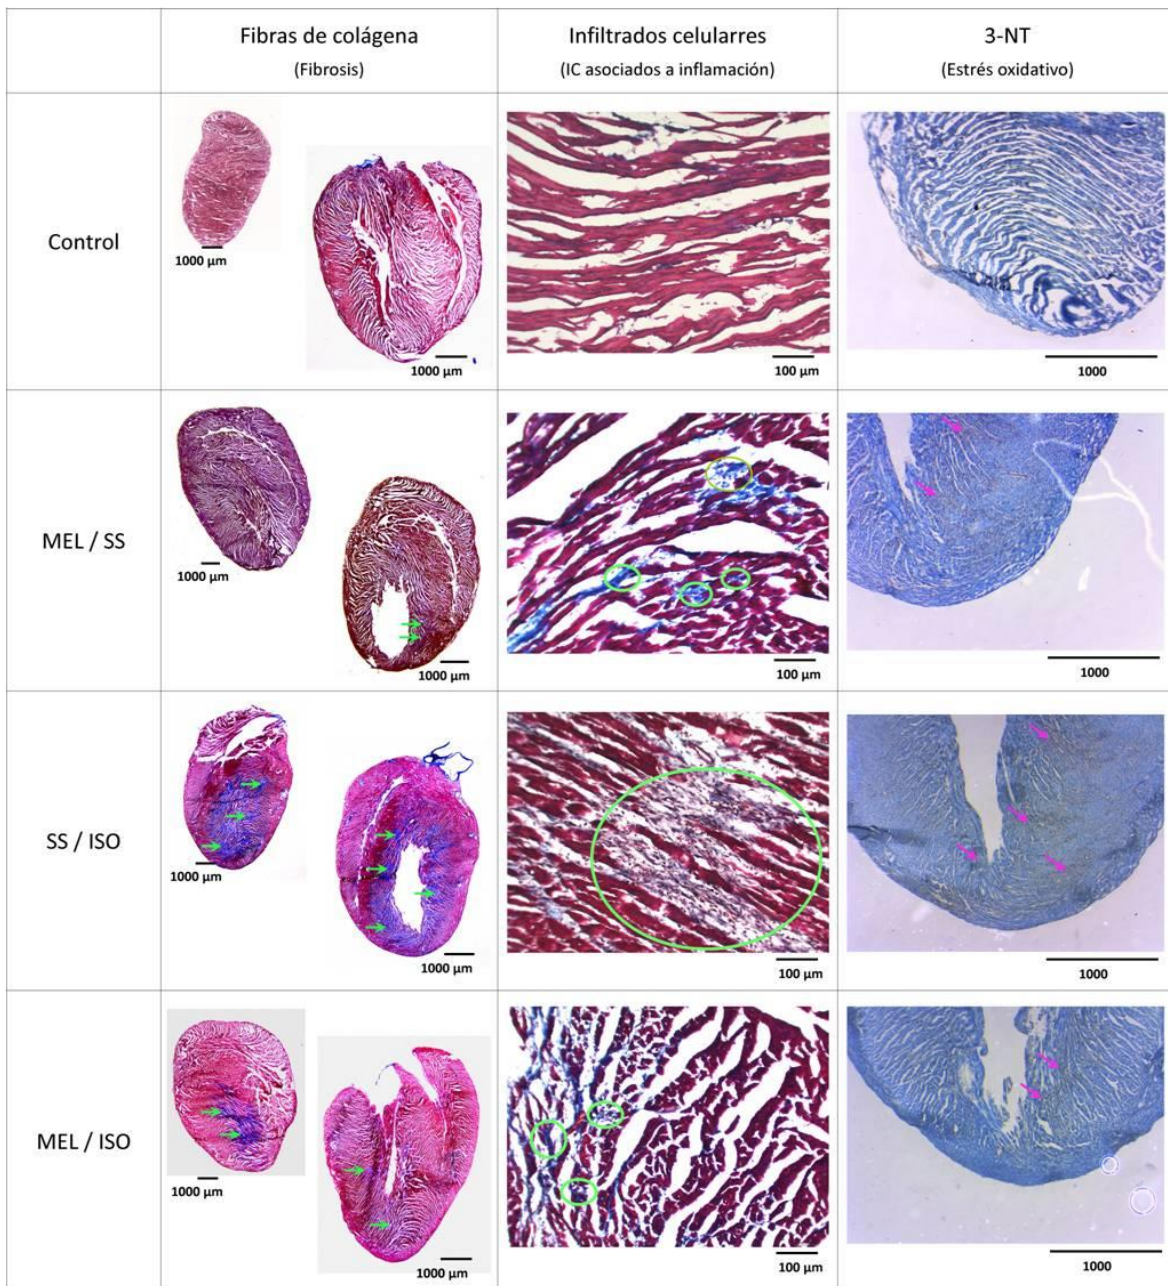 Fibras de colágena
(Fibrosis)
Infiltrados celularres
(IC asociados a inflamación)
3-NT
(Estrés oxidativo)
Control
1000 µm
1000 µm
100 µm
1000
MEL / SS
1000 µm
1000 µm
100 µm
1000
SS / ISO
1000 µm
1000 µm
100 µm
1000
MEL / ISO
1000 µm
1000 µm
100 µm
1000